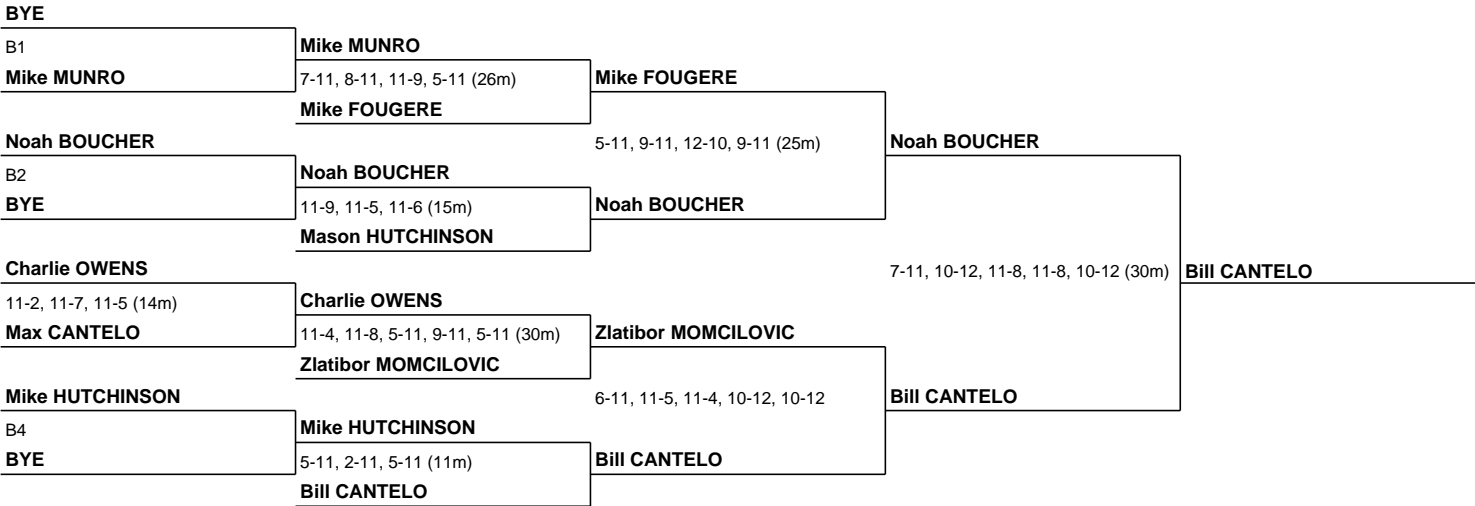 BYE
B1
Mike MUNRO
Noah BOUCHER
B2
BYE
Charlie OWENS
11-2, 11-7, 11-5 (14m)
Max CANTELO
Mike HUTCHINSON
B4
BYE
Mike MUNRO
7-11, 8-11, 11-9, 5-11 (26m)
Mike FOUGERE
Noah BOUCHER
11-9, 11-5, 11-6 (15m)
Mason HUTCHINSON
Charlie OWENS
11-4, 11-8, 5-11, 9-11, 5-11 (30m)
Zlatibor MOMCILOVIC
Mike HUTCHINSON
5-11, 2-11, 5-11 (11m)
Bill CANTELO
Mike FOUGERE
5-11, 9-11, 12-10, 9-11 (25m)
Noah BOUCHER
Zlatibor MOMCILOVIC
6-11, 11-5, 11-4, 10-12, 10-12
Bill CANTELO
Noah BOUCHER
7-11, 10-12, 11-8, 11-8, 10-12 (30m)
Bill CANTELO
Bill CANTELO